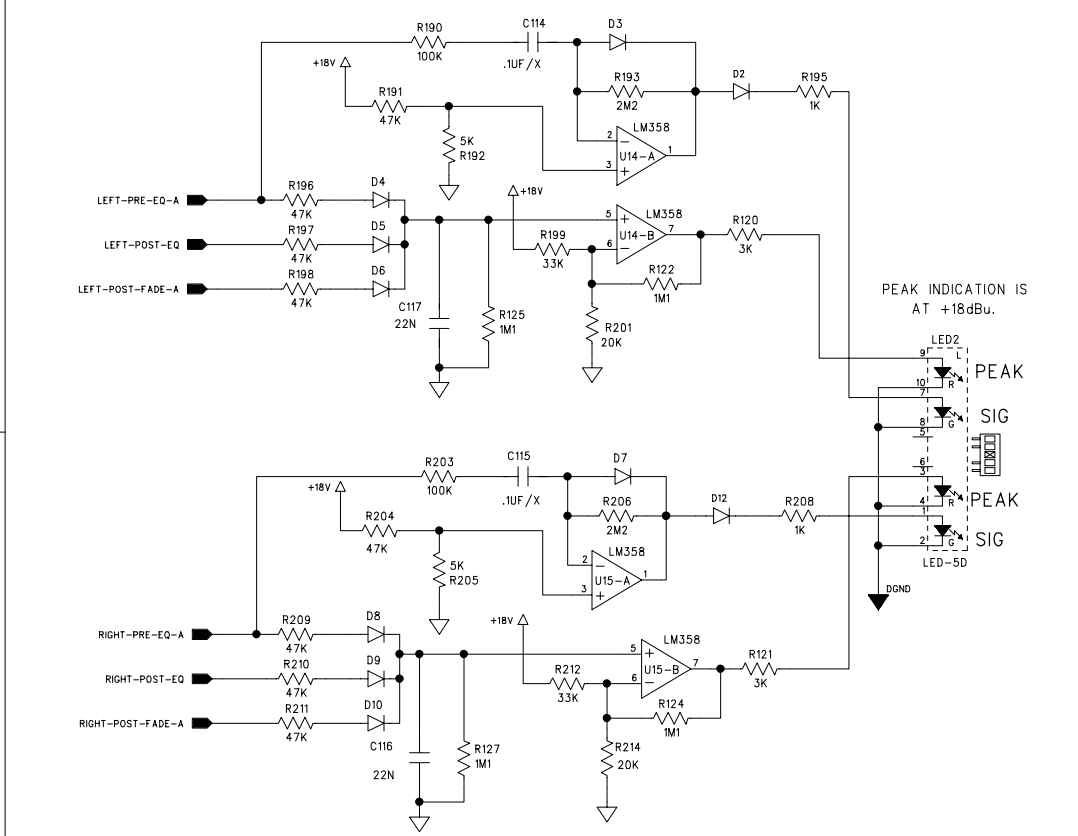 R190
100K
C114
.1UF/X
D3
+18V
R191
47K
5K
R192
R193
2M2
LM358
2
3
1
U14-A
D2
R195
1K
LEFT-PRE-EQ-A
R196
47K
D4
LEFT-POST-EQ
R197
47K
D5
LEFT-POST-FADE-A
R198
47K
D6
C117
22N
R125
1M1
+18V
R199
33K
LM358
5
6
7
U14-B
R122
1M1
R201
20K
R120
3K
PEAK INDICATION IS
AT +18dBu.
LED2
L
9
10
R
PEAK
7
8
G
SIG
5
6
3
4
R
PEAK
1
2
G
SIG
LED-5D
DGND
R203
100K
C115
.1UF/X
D7
+18V
R204
47K
5K
R205
R206
2M2
LM358
2
3
1
U15-A
D12
R208
1K
RIGHT-PRE-EQ-A
R209
47K
D8
RIGHT-POST-EQ
R210
47K
D9
RIGHT-POST-FADE-A
R211
47K
D10
C116
22N
R127
1M1
+18V
R212
33K
LM358
5
6
7
U15-B
R124
1M1
R214
20K
R121
3K